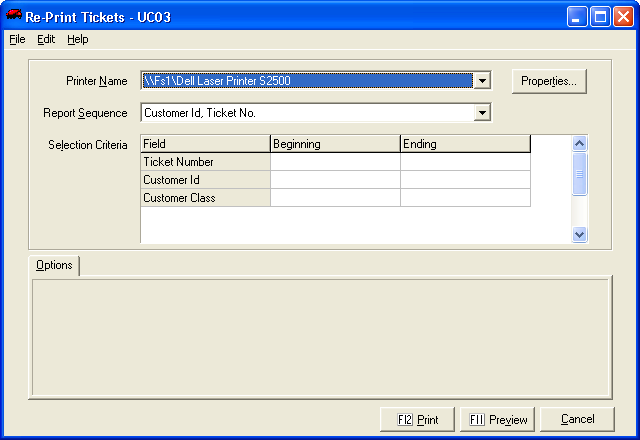 Re-Print Tickets - UC03
File Edit Help
Printer Name \\Fs1\Dell Laser Printer S2500 Properties...
Report Sequence Customer Id, Ticket No.
Selection Criteria Field Beginning Ending
Ticket Number
Customer Id
Customer Class
Options
F12 Print F11 Preview Cancel